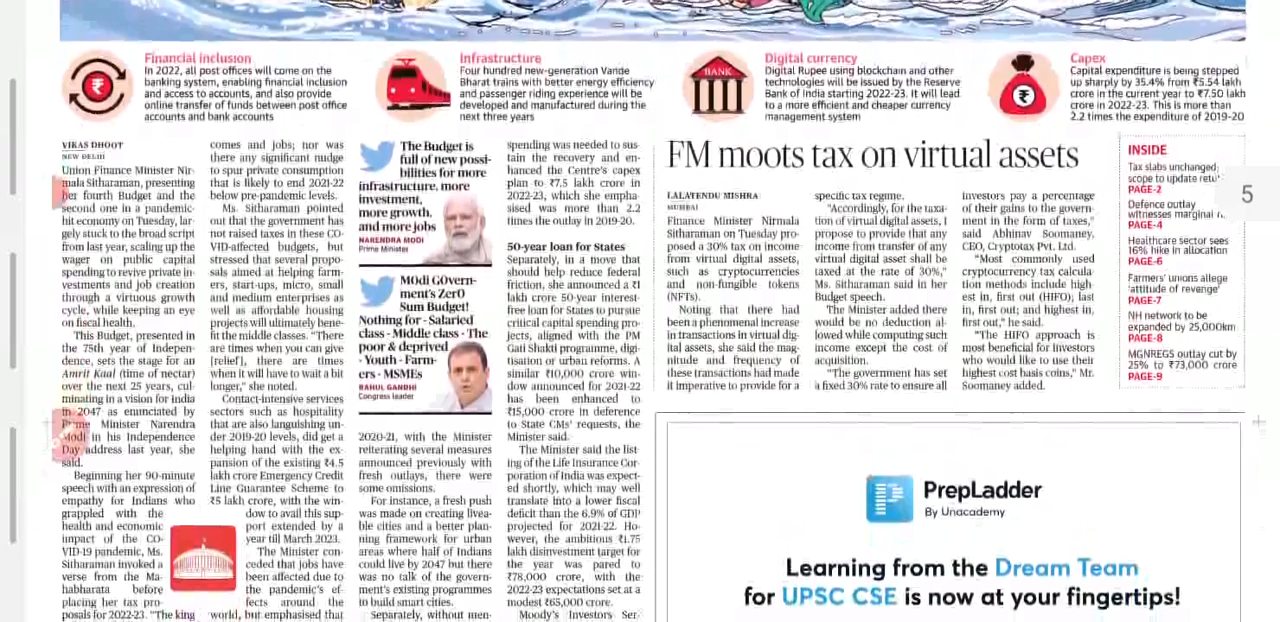 Financial inclusion
In 2022, all post offices will come on the
banking system, enabling financial inclusion
and access to accounts, and also provide
online transfer of funds between post office
accounts and bank accounts
Infrastructure
Four hundred new-generation Vande
Bharat trains with better energy efficiency
and passenger riding experience will be
developed and manufactured during the
next three years
BANK
Digital currency
Digital Rupee using blockchain and other
technologies will be issued by the Reserve
Bank of India starting 2022-23. It will lead
to a more efficient and cheaper currency
management system
Capex
Capital expenditure is being stepped
up sharply by 35.4% from ₹5.54 lakh
crore in the current year to ₹7.50 lakh
crore in 2022-23. This is more than
2.2 times the expenditure of 2019-20
VIKAS DHOOT
NEW DELHI
Union Finance Minister Nir-
mala Sitharaman, presenting
her fourth Budget and the
second one in a pandemic-
hit economy on Tuesday, lar-
gely stuck to the broad script
from last year, scaling up the
wager on public capital
spending to revive private in-
vestments and job creation
through a virtuous growth
cycle, while keeping an eye
on fiscal health.
This Budget, presented in
the 75th year of Indepen-
dence, sets the stage for an
Amrit Kaal (time of nectar)
over the next 25 years, cul-
minating in a vision for India
in 2047 as enunciated by
Prime Minister Narendra
Modi in his Independence
Day address last year, she
said.
Beginning her 90-minute
speech with an expression of
empathy for Indians who
grappled with the
health and economic
impact of the CO-
VID-19 pandemic, Ms.
Sitharaman invoked a
verse from the Ma-
habharata before
placing her tax pro-
posals for 2022-23. "The king
comes and jobs; nor was
there any significant nudge
to spur private consumption
that is likely to end 2021-22
below pre-pandemic levels.
Ms. Sitharaman pointed
out that the government has
not raised taxes in these CO-
VID-affected budgets, but
stressed that several propo-
sals aimed at helping farm-
ers, start-ups, micro, small
and medium enterprises as
well as affordable housing
projects will ultimately bene-
fit the middle classes. "There
are times when you can give
[relief], there are times
when it will have to wait a bit
longer," she noted.
Contact-intensive services
sectors such as hospitality
that are also languishing un-
der 2019-20 levels, did get a
helping hand with the ex-
pansion of the existing ₹4.5
lakh crore Emergency Credit
Line Guarantee Scheme to
₹5 lakh crore, with the win-
dow to avail this sup-
port extended by a
year till March 2023.
The Minister con-
ceded that jobs have
been affected due to
the pandemic's ef-
fects around the
world, but emphasised that
The Budget is
full of new possi-
bilities for more
infrastructure, more
investment,
more growth,
and more jobs
NARENDRA MODI
Prime Minister
MOdi GOvern-
ment's ZerO
Sum Budget!
Nothing for - Salaried
class - Middle class - The
poor & deprived
- Youth - Farm-
ers - MSMEs
RAHUL GANDHI
Congress leader
2020-21, with the Minister
reiterating several measures
announced previously with
fresh outlays, there were
some omissions.
For instance, a fresh push
was made on creating livea-
ble cities and a better plan-
ning framework for urban
areas where half of Indians
could live by 2047 but there
was no talk of the govern-
ment's existing programmes
to build smart cities.
Separately, without men-
spending was needed to sus-
tain the recovery and en-
hanced the Centre's capex
plan to ₹7.5 lakh crore in
2022-23, which she empha-
sised was more than 2.2
times the outlay in 2019-20.
50-year loan for States
Separately, in a move that
should help reduce federal
friction, she announced a ₹1
lakh crore 50-year interest-
free loan for States to pursue
critical capital spending pro-
jects, aligned with the PM
Gati Shakti programme, digi-
tisation or urban reforms. A
similar ₹10,000 crore win-
dow announced for 2021-22
has been enhanced to
₹15,000 crore in deference
to State CMs' requests, the
Minister said.
The Minister said the list-
ing of the Life Insurance Cor-
poration of India was expect-
ed shortly, which may well
translate into a lower fiscal
deficit than the 6.9% of GDP
projected for 2021-22. Ho-
wever, the ambitious ₹1.75
lakh disinvestment target for
the year was pared to
₹78,000 crore, with the
2022-23 expectations set at a
modest ₹65,000 crore.
Moody's Investors Ser-
FM moots tax on virtual assets
LALATENDU MISHRA
MUMBAI
Finance Minister Nirmala
Sitharaman on Tuesday pro-
posed a 30% tax on income
from virtual digital assets,
such as cryptocurrencies
and non-fungible tokens
(NFTs).
Noting that there had
been a phenomenal increase
in transactions in virtual dig-
ital assets, she said the mag-
nitude and frequency of
these transactions had made
it imperative to provide for a
specific tax regime.
"Accordingly, for the taxa-
tion of virtual digital assets, I
propose to provide that any
income from transfer of any
virtual digital asset shall be
taxed at the rate of 30%,"
Ms. Sitharaman said in her
Budget speech.
The Minister added there
would be no deduction al-
lowed while computing such
income except the cost of
acquisition.
"The government has set
a fixed 30% rate to ensure all
investors pay a percentage
of their gains to the govern-
ment in the form of taxes,"
said Abhinav Soomaney,
CEO, Cryptotax Pvt. Ltd.
"Most commonly used
cryptocurrency tax calcula-
tion methods include high-
est in, first out (HIFO); last
in, first out; and highest in,
first out," he said.
"The HIFO approach is
most beneficial for investors
who would like to use their
highest cost basis coins," Mr.
Soomaney added.
INSIDE
Tax slabs unchanged;
scope to update
PAGE-2
Defence outlay
witnesses marginal
PAGE-4
Healthcare sector sees
16% hike in allocation
PAGE-6
Farmers' unions allege
'attitude of revenge'
PAGE-7
NH network to be
expanded by 25,000km
PAGE-8
MGNREGS outlay cut by
25% to ₹73,000 crore
PAGE-9
5
PrepLadder
By Unacademy
Learning from the Dream Team
for UPSC CSE is now at your fingertips!